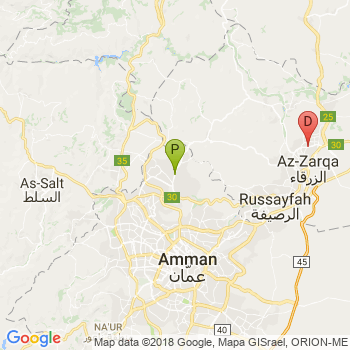 D
25
P
35
30
Az-Zarqa
الزرقاء
As-Salt
السلط
30
Russayfah
الرصيفة
Amman
عمان
45
NA'UR
40
Google
Map data ©2018 Google, Mapa GISrael, ORION-ME